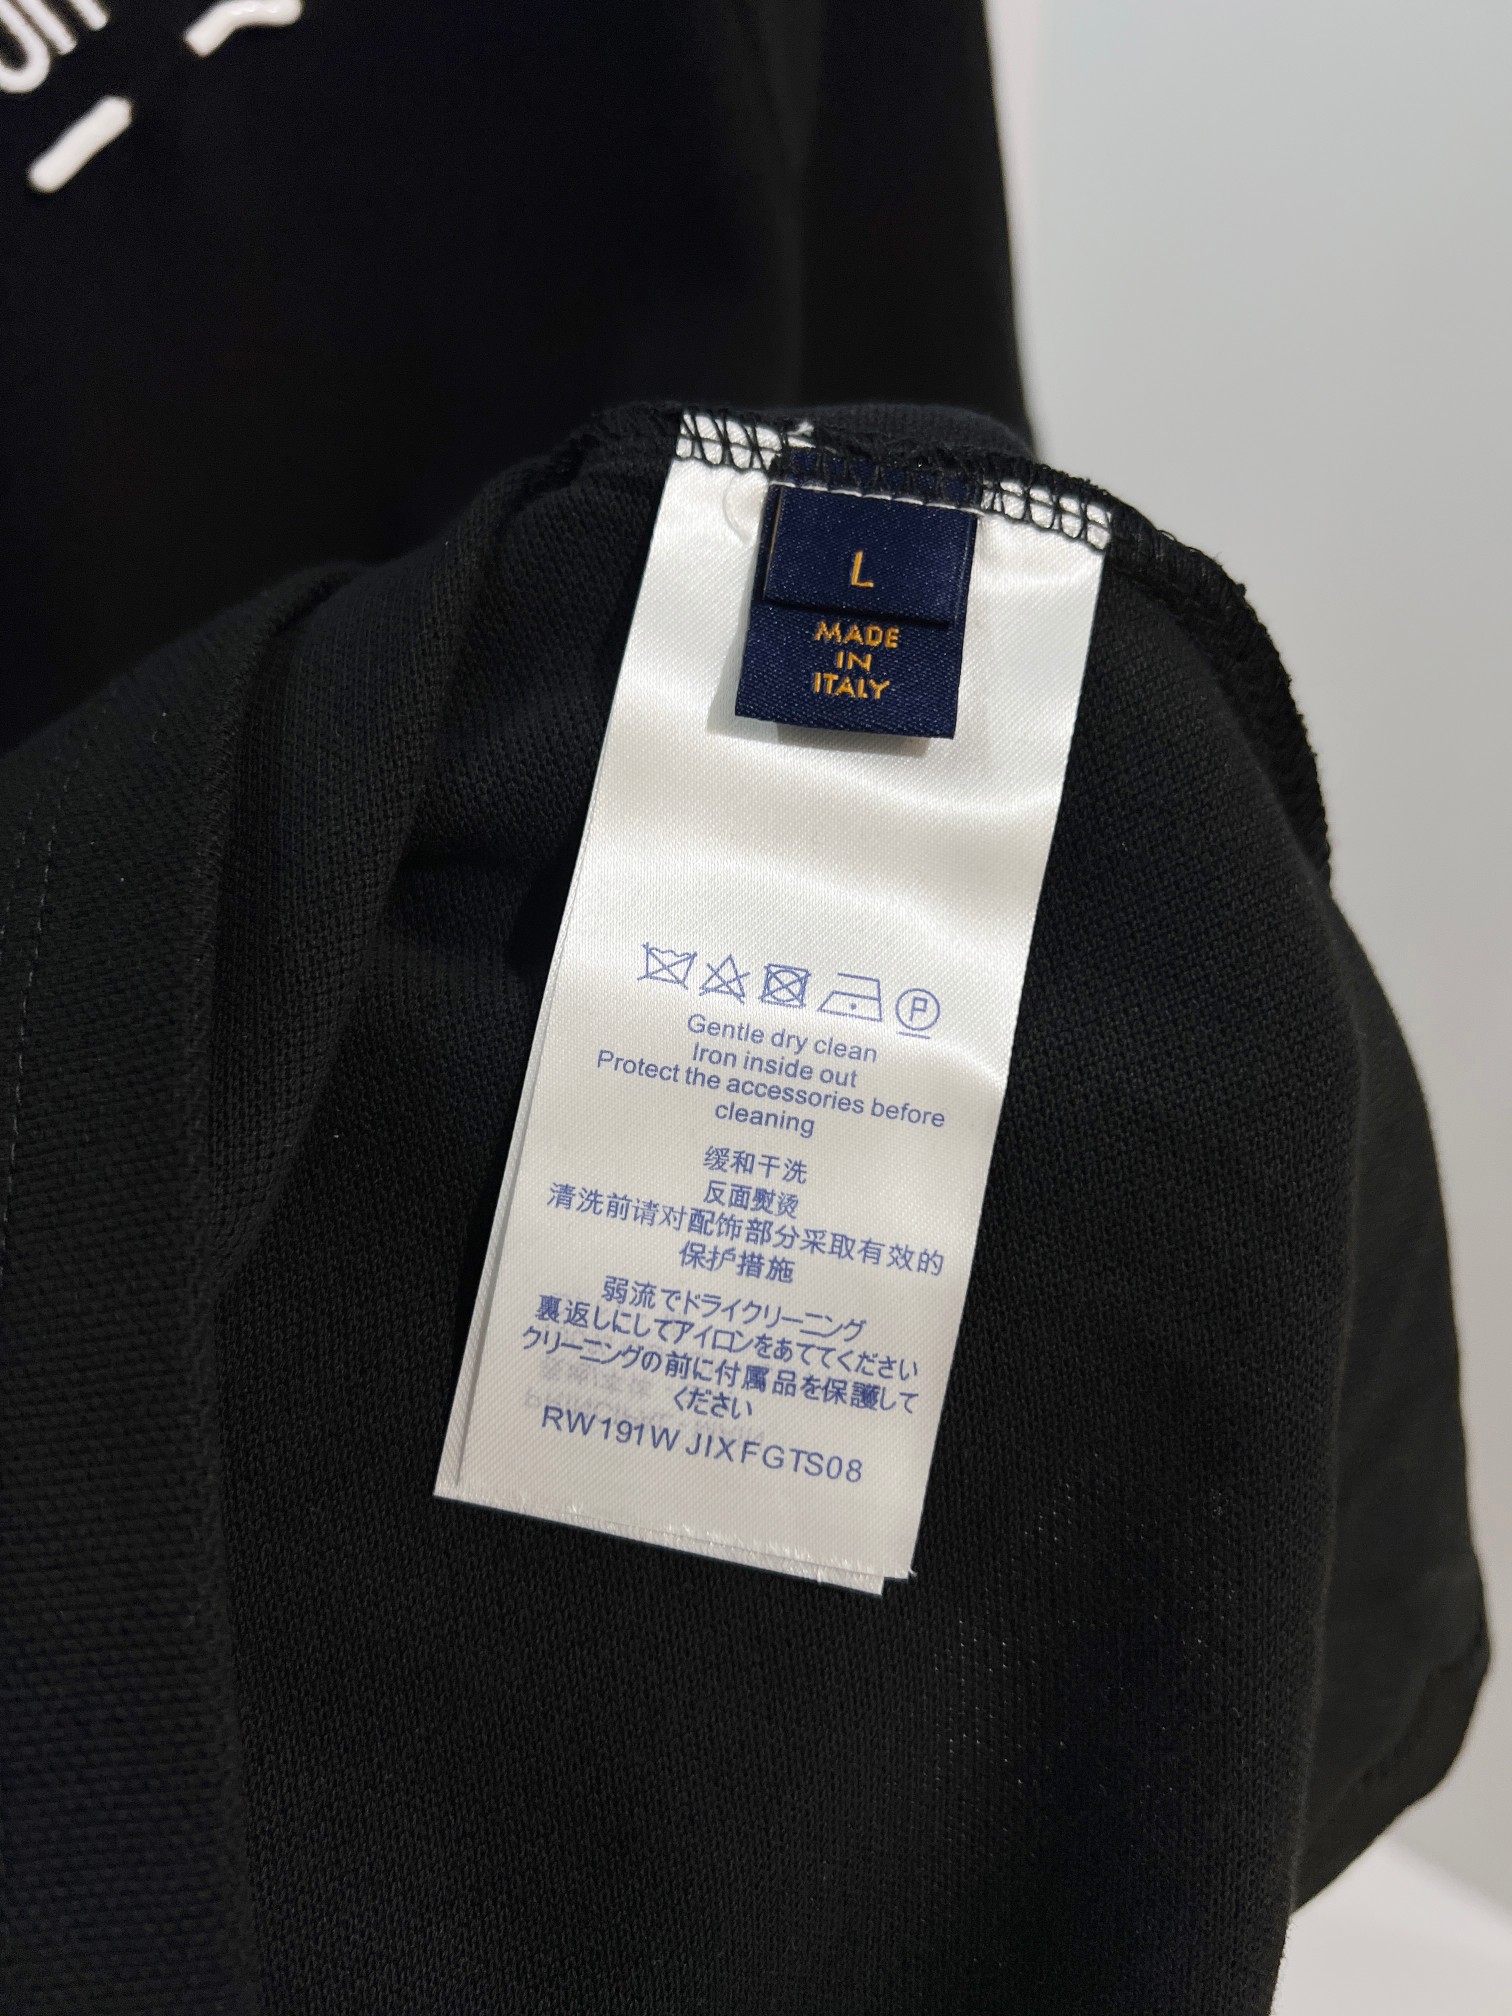 L
MADE
IN
ITALY
P
Gentle dry clean
Iron inside out
Protect the accessories before
cleaning
缓和干洗
反面熨烫
清洗前请对配饰部分采取有效的
保护措施
弱流でドライクリーニング
裏返しにしてアイロンをあててください
クリーニングの前に付属品を保護して
ください
RW191W JIXFGTS08